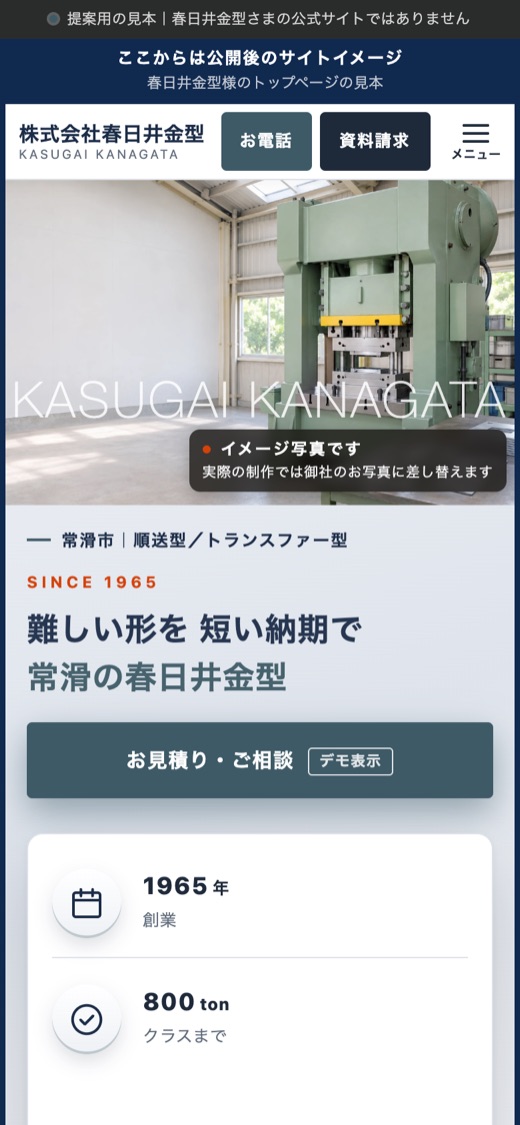 提案用の見本｜春日井金型さまの公式サイトではありません
ここからは公開後のサイトイメージ
春日井金型様のトップページの見本
株式会社春日井金型
KASUGAI KANAGATA
お電話
資料請求
メニュー
KASUGAI KANAGATA
イメージ写真です
実際の制作では御社のお写真に差し替えます
常滑市｜順送型／トランスファー型
SINCE 1965
難しい形を 短い納期で
常滑の春日井金型
お見積り・ご相談 デモ表示
1965 年
創業
800 ton
クラスまで